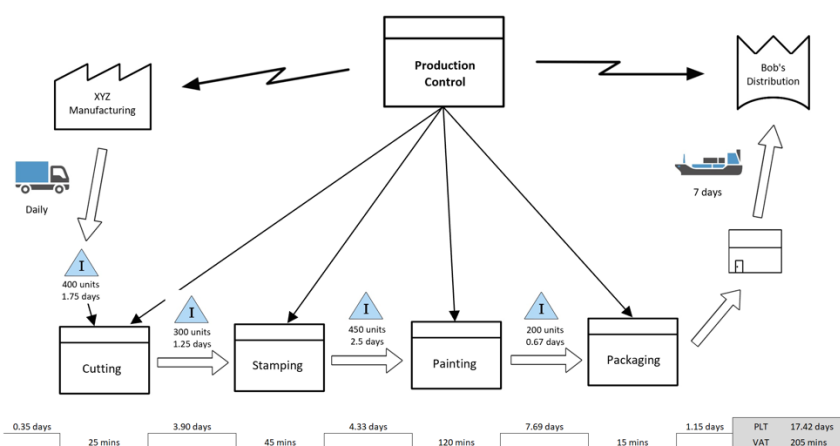 Production
Control
XYZ
Manufacturing
Bob's
Distribution
Daily
7 days
I
400 units
1.75 days
I
300 units
1.25 days
I
450 units
2.5 days
I
200 units
0.67 days
Cutting
Stamping
Painting
Packaging
0.35 days
3.90 days
4.33 days
7.69 days
1.15 days
PLT 17.42 days
25 mins
45 mins
120 mins
15 mins
VAT 205 mins